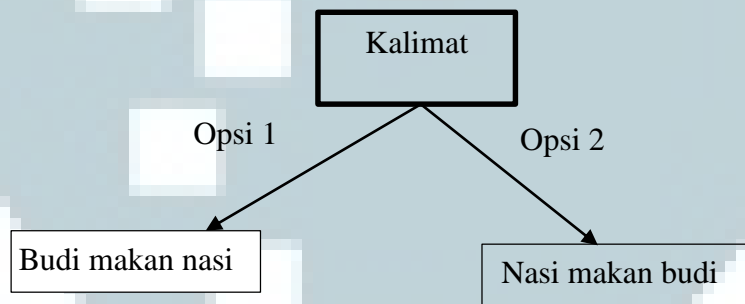 Kalimat
Opsi 1
Opsi 2
Budi makan nasi
Nasi makan budi